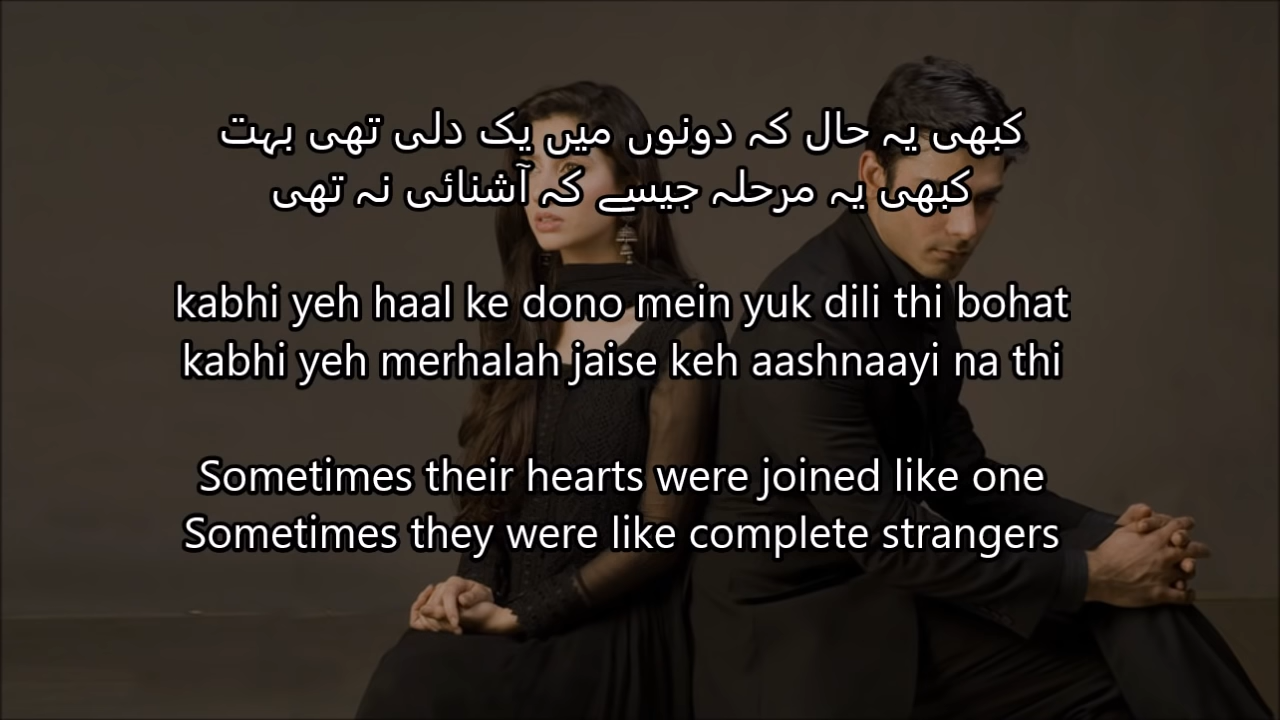 کبھی یہ حال کہ دونوں میں یک دلی تھی بہت
کبھی یہ مرحلہ جیسے کہ آشنائی نہ تھی
kabhi yeh haal ke dono mein yuk dili thi bohat
kabhi yeh merhalah jaise keh aashnaayi na thi
Sometimes their hearts were joined like one
Sometimes they were like complete strangers